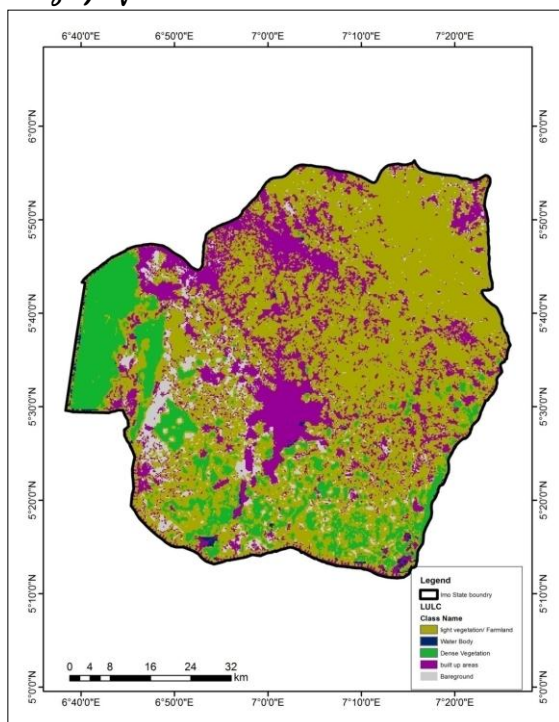 6°40'0"E 6°50'0"E 7°0'0"E 7°10'0"E 7°20'0"E
6°0'0"N 6°0'0"N
5°50'0"N 5°50'0"N
5°40'0"N 5°40'0"N
5°30'0"N 5°30'0"N
5°20'0"N 5°20'0"N
5°10'0"N 5°10'0"N
5°0'0"N 5°0'0"N
Legend
Imo State boundry
LULC
Class Name
light vegetation/ Farmland
Water Body
Dense Vegetation
built up areas
Bareground
0 4 8 16 24 32
km
6°40'0"E 6°50'0"E 7°0'0"E 7°10'0"E 7°20'0"E